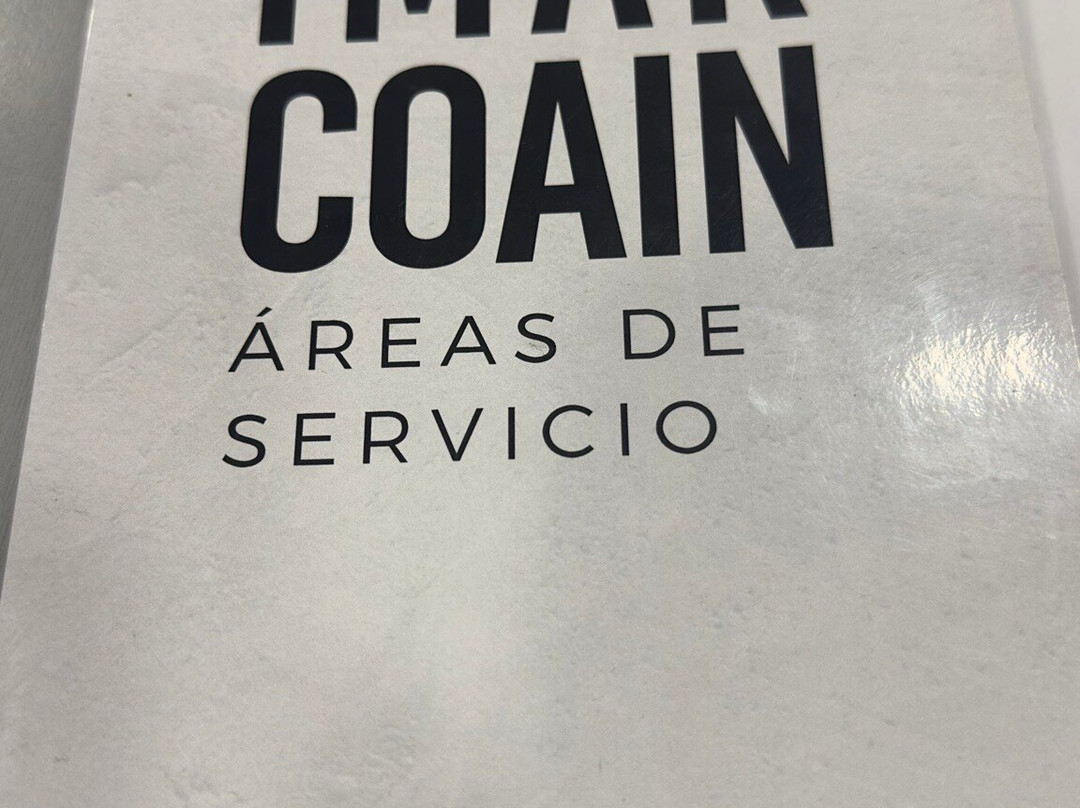 COAIN
ÁREAS DE
SERVICIO